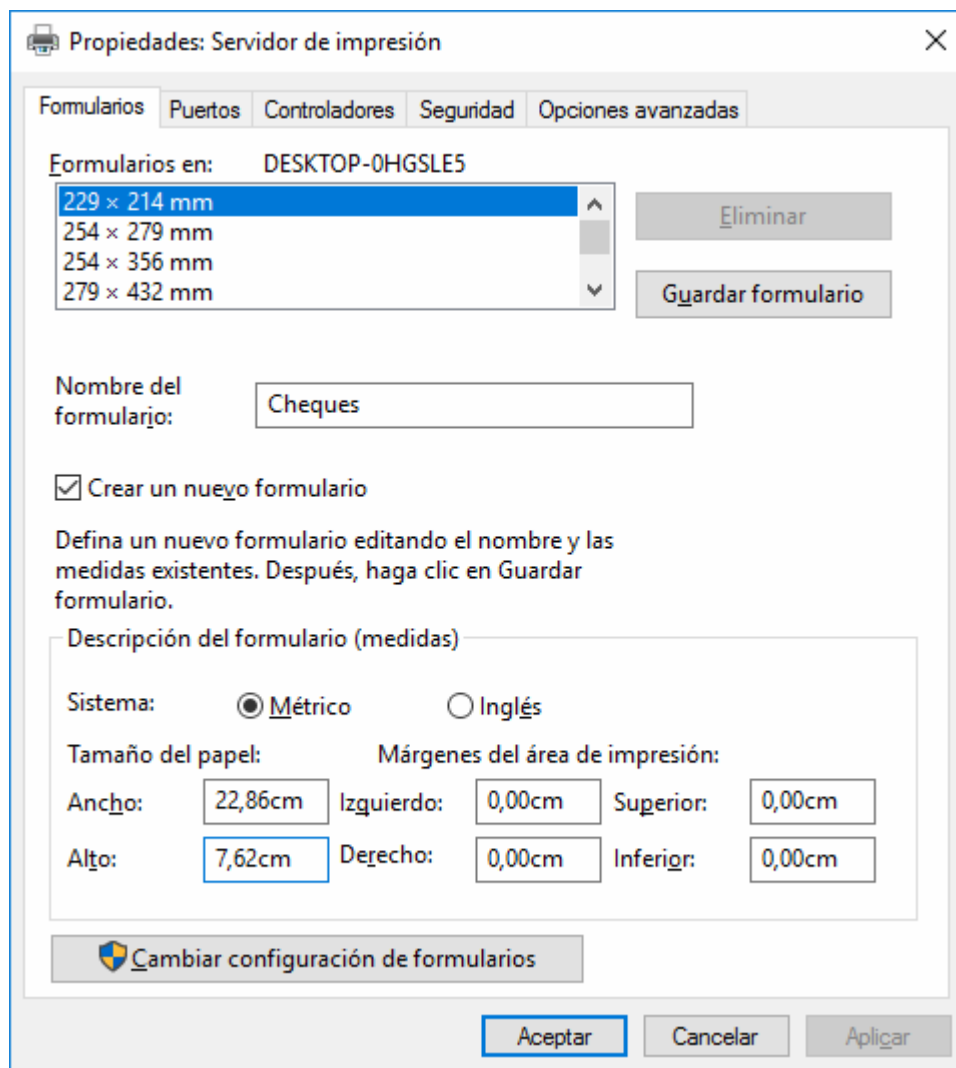 Propiedades: Servidor de impresión
Formularios Puertos Controladores Seguridad Opciones avanzadas
Formularios en: DESKTOP-0HGSLE5
229 × 214 mm
254 × 279 mm
254 × 356 mm
279 × 432 mm
Eliminar
Guardar formulario
Nombre del
formulario:
Cheques
Crear un nuevo formulario
Defina un nuevo formulario editando el nombre y las
medidas existentes. Después, haga clic en Guardar
formulario.
Descripción del formulario (medidas)
Sistema: Métrico Inglés
Tamaño del papel: Márgenes del área de impresión:
Ancho: 22,86cm Izquierdo: 0,00cm Superior: 0,00cm
Alto: 7,62cm Derecho: 0,00cm Inferior: 0,00cm
Cambiar configuración de formularios
Aceptar Cancelar Aplicar